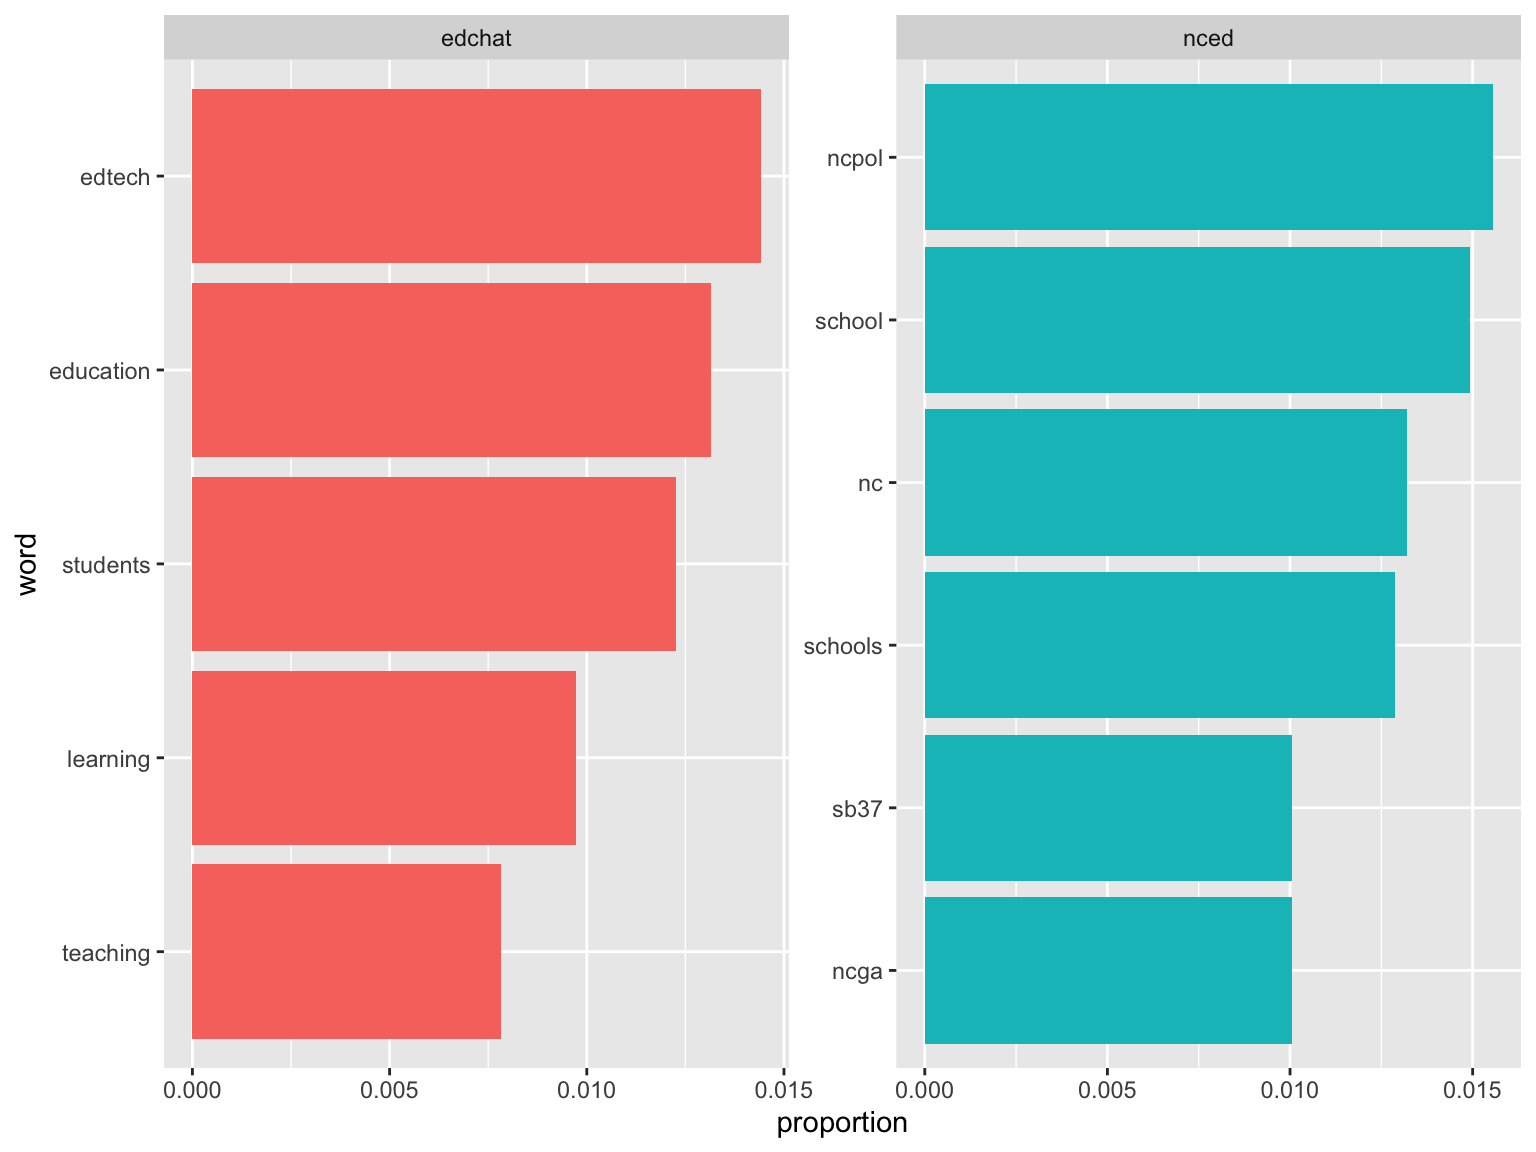 edchat
nced
word
edtech
education
students
learning
teaching
ncpol
school
nc
schools
sb37
ncga
0.000 0.005 0.010 0.015
0.000 0.005 0.010 0.015
proportion